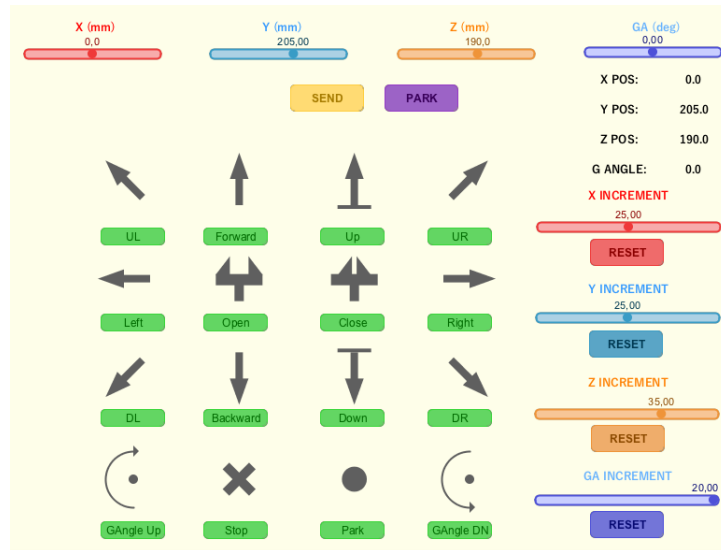 X (mm) Y (mm) Z (mm) GA (deg)
0,0 205,00 190,0 0,00
SEND PARK
X POS: 0.0
Y POS: 205.0
Z POS: 190.0
G ANGLE: 0.0
X INCREMENT
25,00
UL Forward Up UR
RESET
Y INCREMENT
25,00
Left Open Close Right
RESET
Z INCREMENT
35,00
DL Backward Down DR
RESET
GA INCREMENT
20,00
GAngle Up Stop Park GAngle DN
RESET